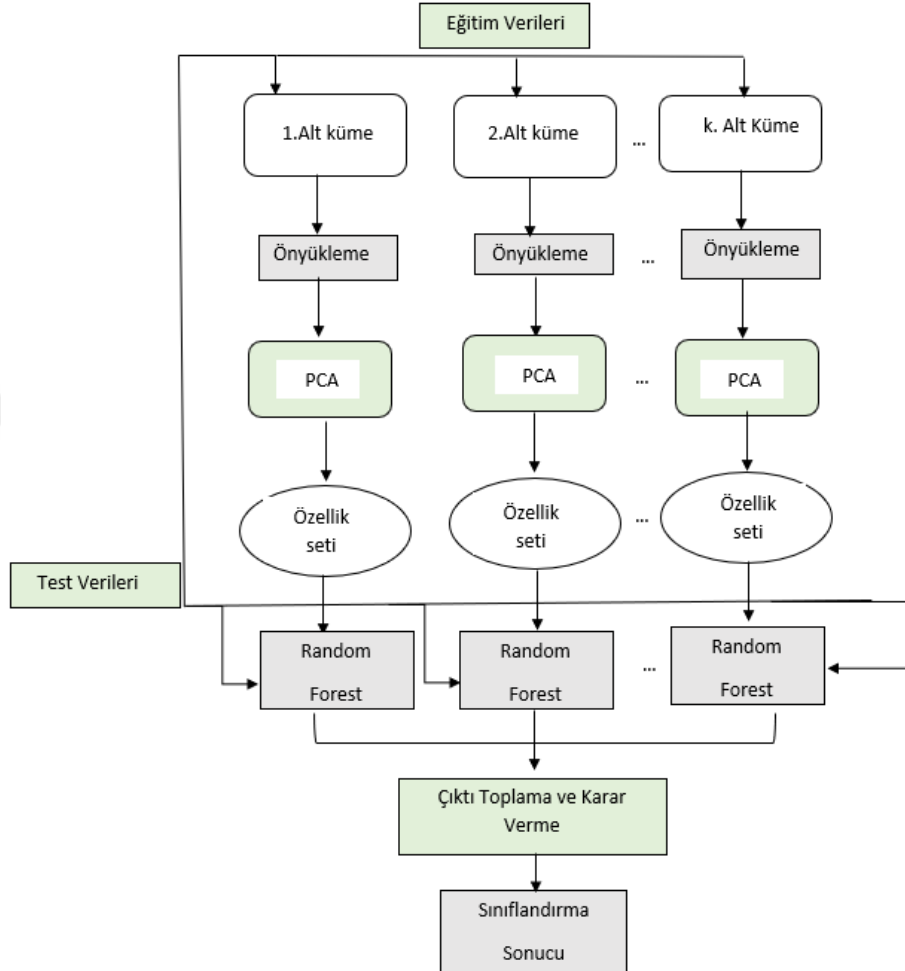 Eğitim Verileri
1.Alt küme
2.Alt küme
...
k. Alt Küme
Önyükleme
Önyükleme
...
Önyükleme
PCA
PCA
...
PCA
Özellik
seti
Özellik
seti
...
Özellik
seti
Test Verileri
Random
Forest
Random
Forest
...
Random
Forest
Çıktı Toplama ve Karar
Verme
Sınıflandırma
Sonucu